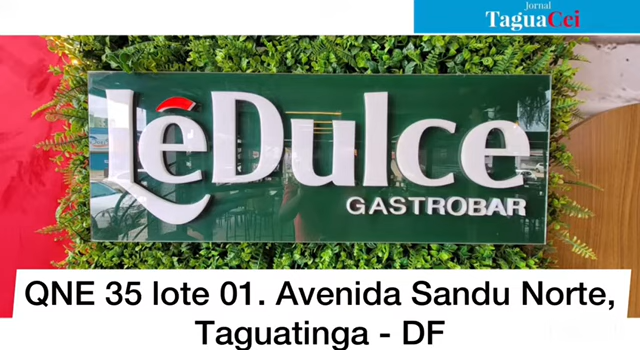 Jornal
TaguaCei
LêDulce
GASTROBAR
QNE 35 lote 01. Avenida Sandu Norte,
Taguatinga - DF